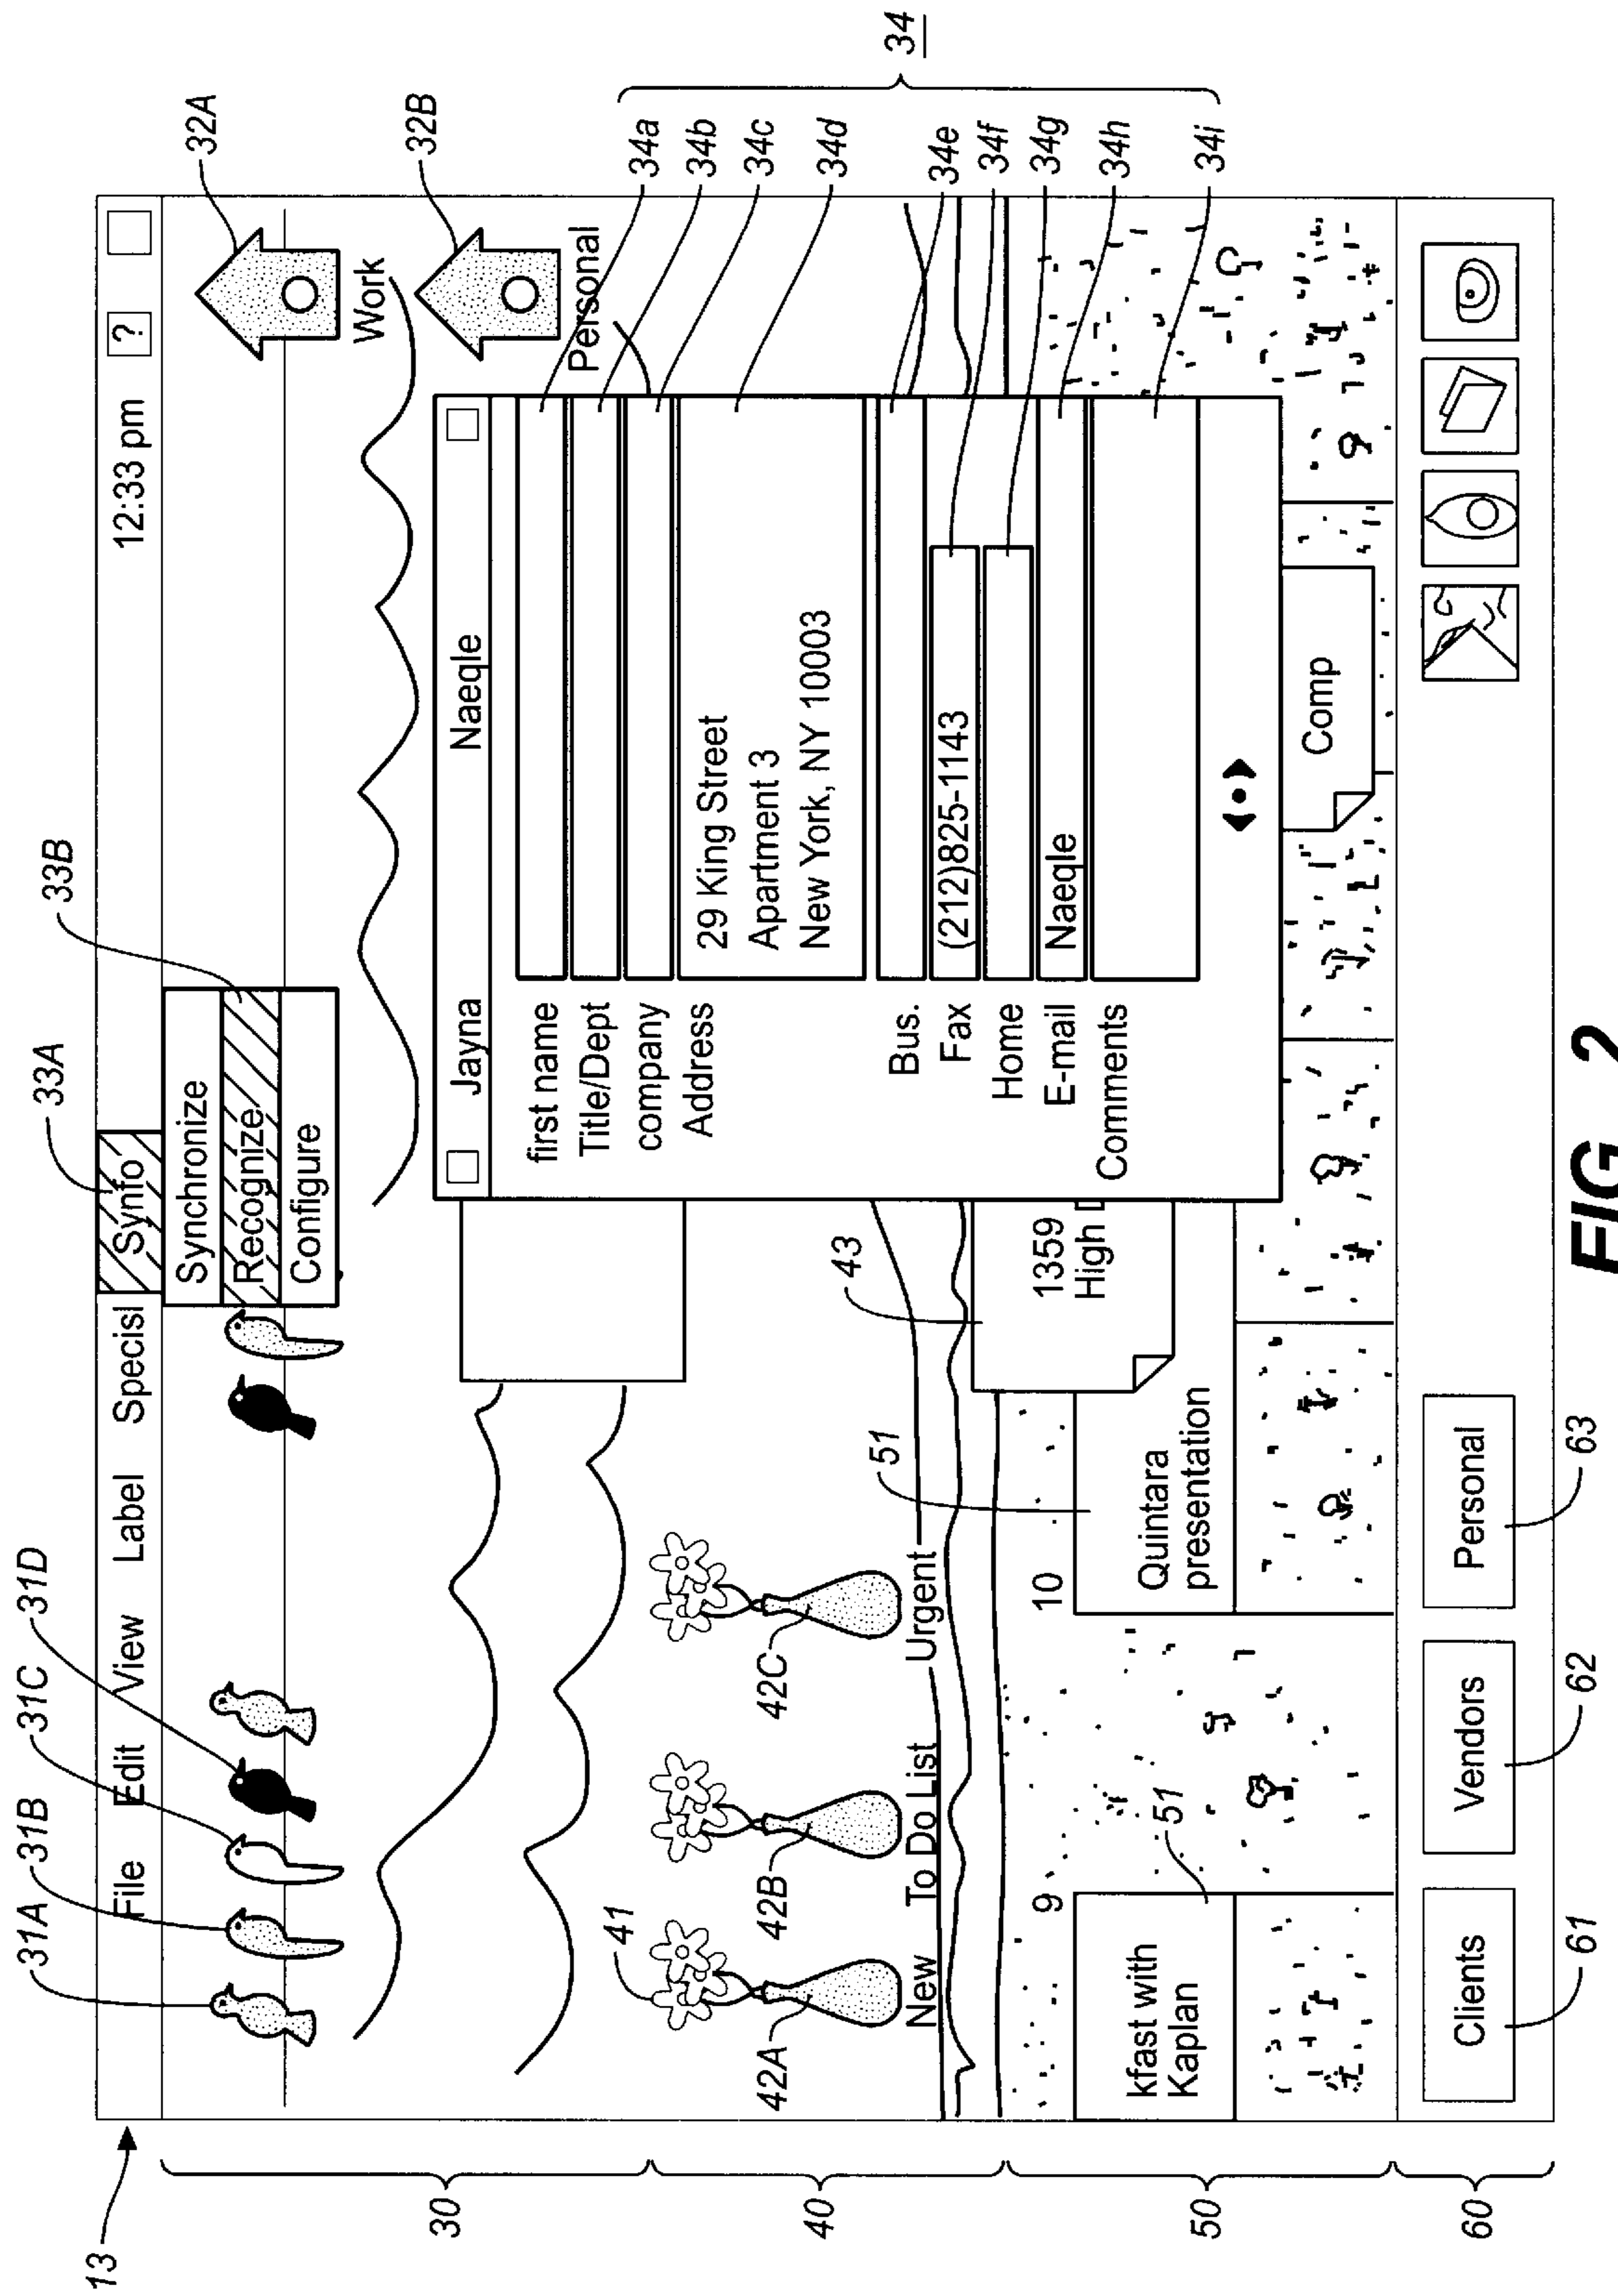 13
31A
31B
31C
31D
33A
33B
32A
32B
File Edit View Label Specisl Synfo 12:33 pm ?
Synchronize
Recognize
Configure
Work
Personal
Jayna Naeqle
first name
Title/Dept
company
Address
29 King Street
Apartment 3
New York, NY 10003
Bus.
Fax (212)825-1143
Home
E-mail Naeqle
Comments
34a
34b
34c
34d
34e
34f
34g
34h
34i
34
30
40
50
60
41
42A
42B
42C
New To Do List Urgent
43
1359
High
51
9
10
kfast with
Kaplan
51
Quintara
presentation
Comp
Clients Vendors Personal
61 62 63
FIG. 2